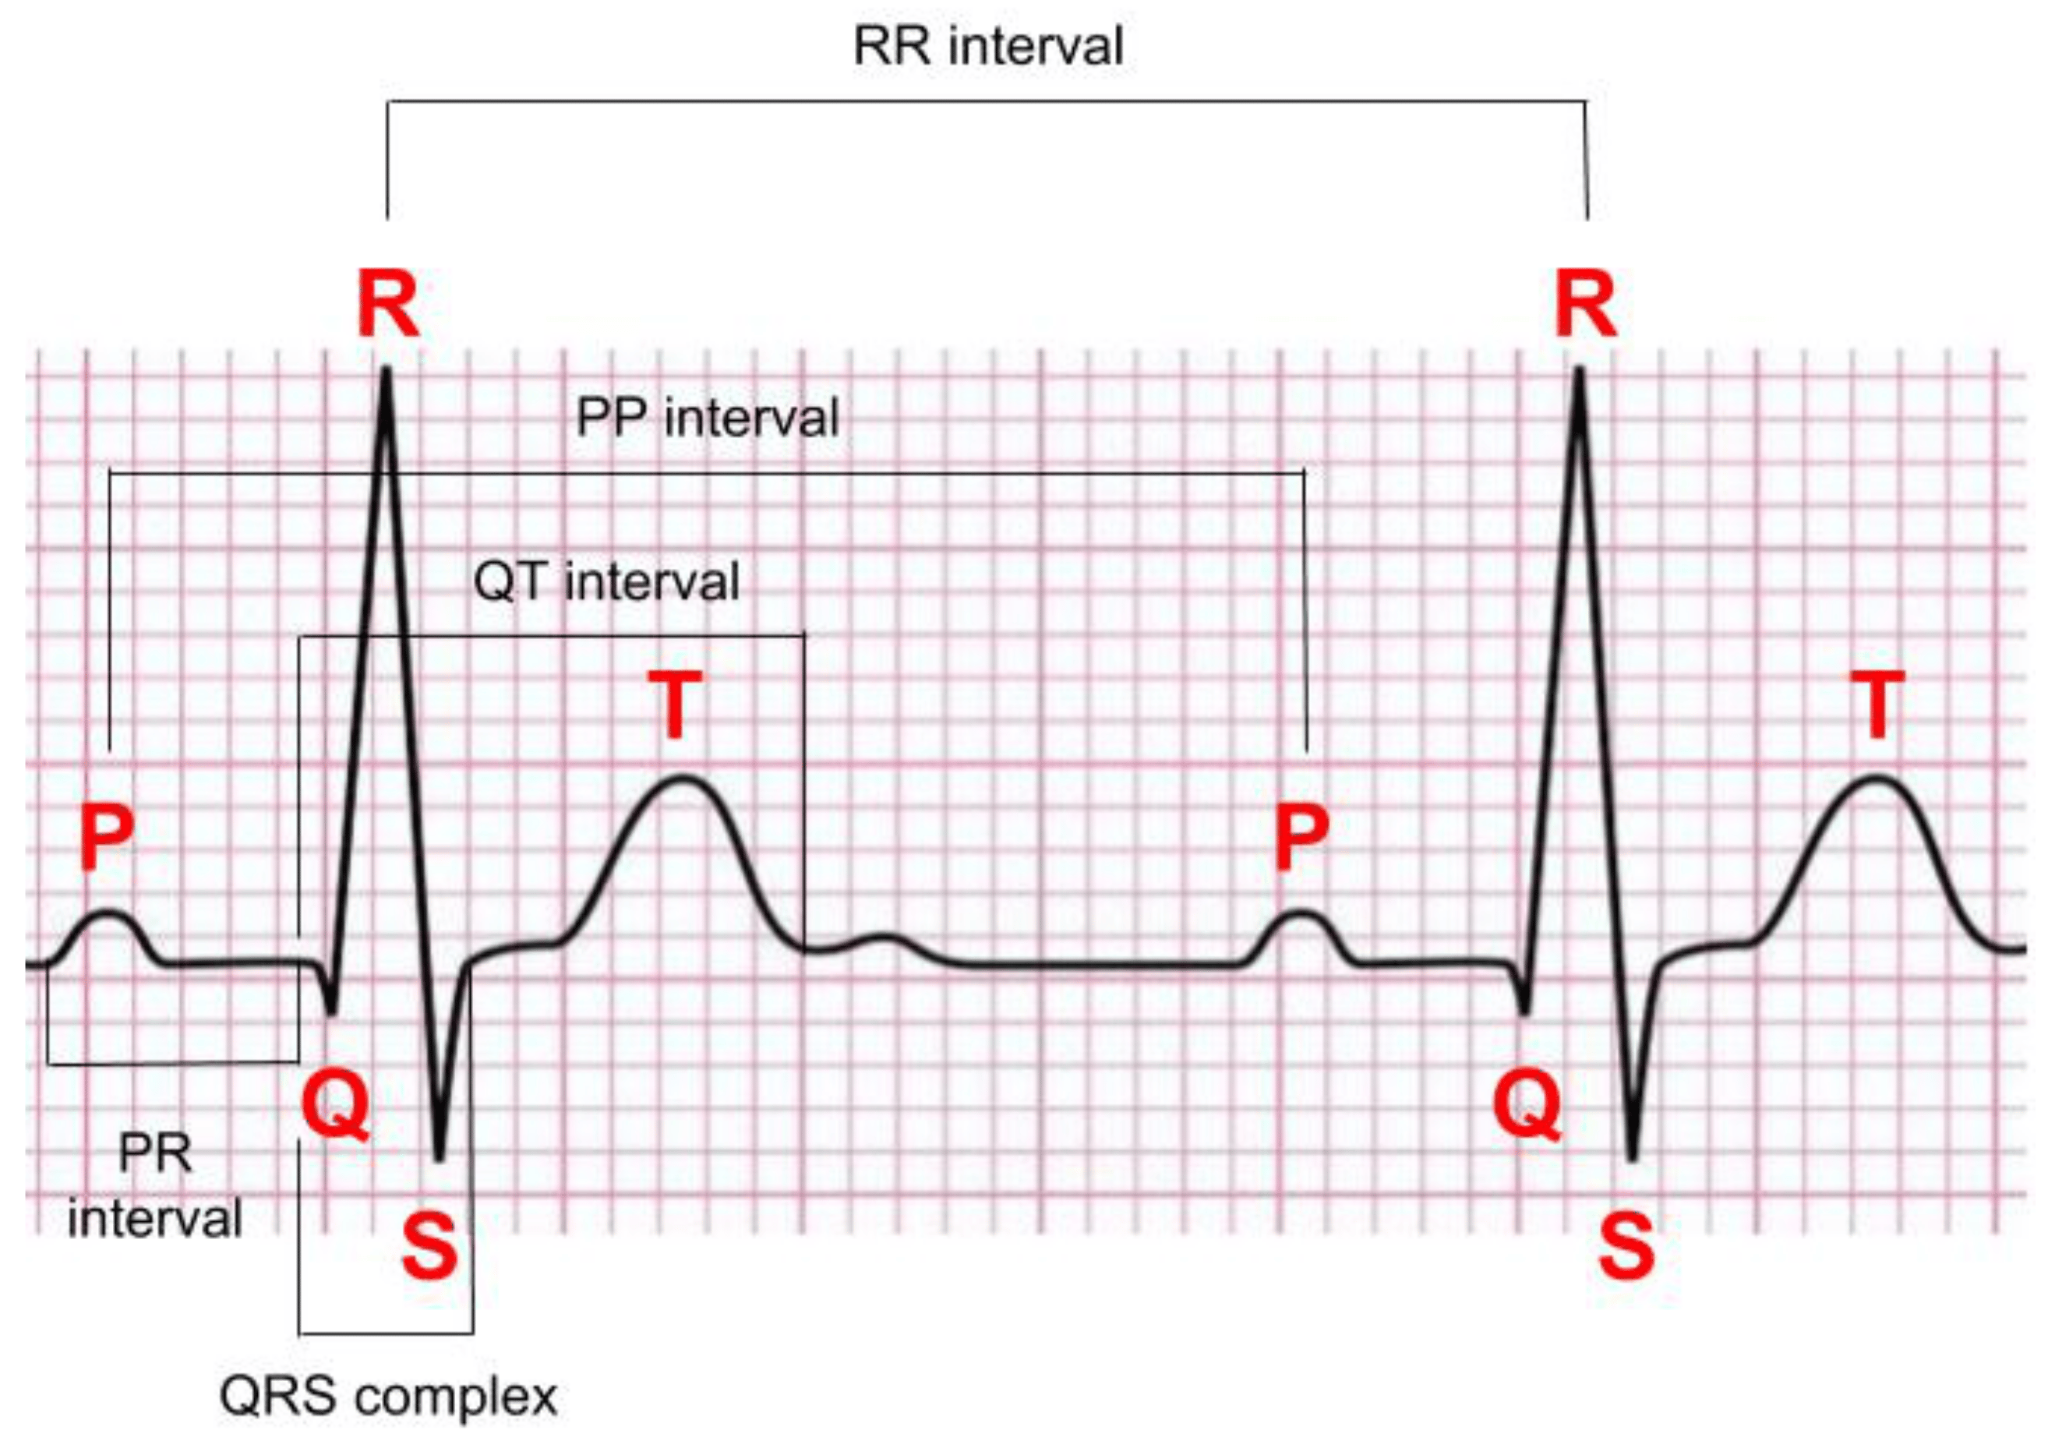 RR interval
R
R
PP interval
QT interval
T
T
P
P
Q
Q
PR
interval
S
S
QRS complex